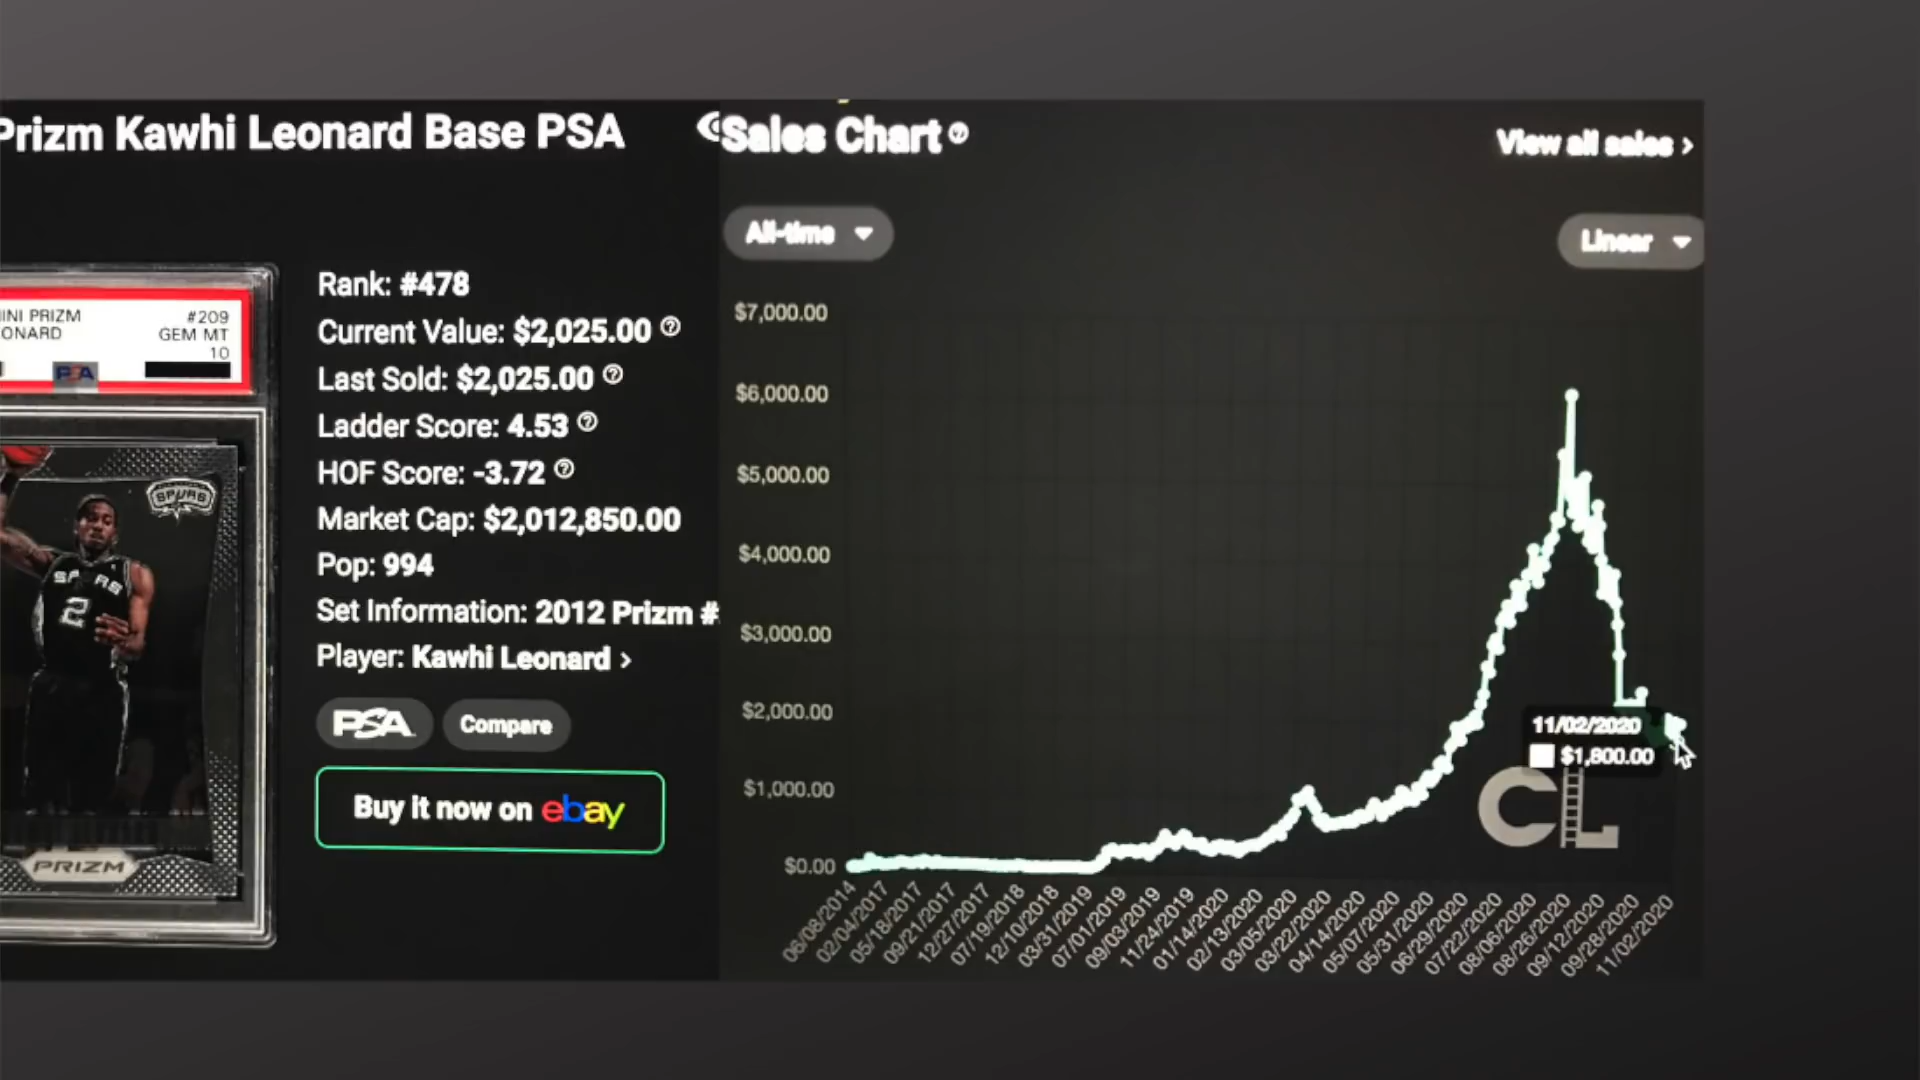 Prizm Kawhi Leonard Base PSA
INI PRIZM #209
ONARD GEM MT
10
PSA
SPURS
SPURS
2
PRIZM
Rank: #478
Current Value: $2,025.00
Last Sold: $2,025.00
Ladder Score: 4.53
HOF Score: -3.72
Market Cap: $2,012,850.00
Pop: 994
Set Information: 2012 Prizm #
Player: Kawhi Leonard >
PSA Compare
Buy it now on ebay
Sales Chart
View all sales >
All-time
Linear
$7,000.00
$6,000.00
$5,000.00
$4,000.00
$3,000.00
$2,000.00
$1,000.00
$0.00
11/02/2020
$1,800.00
CL
06/08/2014
02/04/2017
05/18/2017
09/21/2017
12/27/2017
07/19/2018
12/10/2018
03/31/2019
07/01/2019
09/03/2019
11/24/2019
01/14/2020
02/13/2020
03/05/2020
03/22/2020
04/14/2020
05/07/2020
05/31/2020
06/29/2020
07/22/2020
08/06/2020
08/26/2020
09/12/2020
09/28/2020
11/02/2020